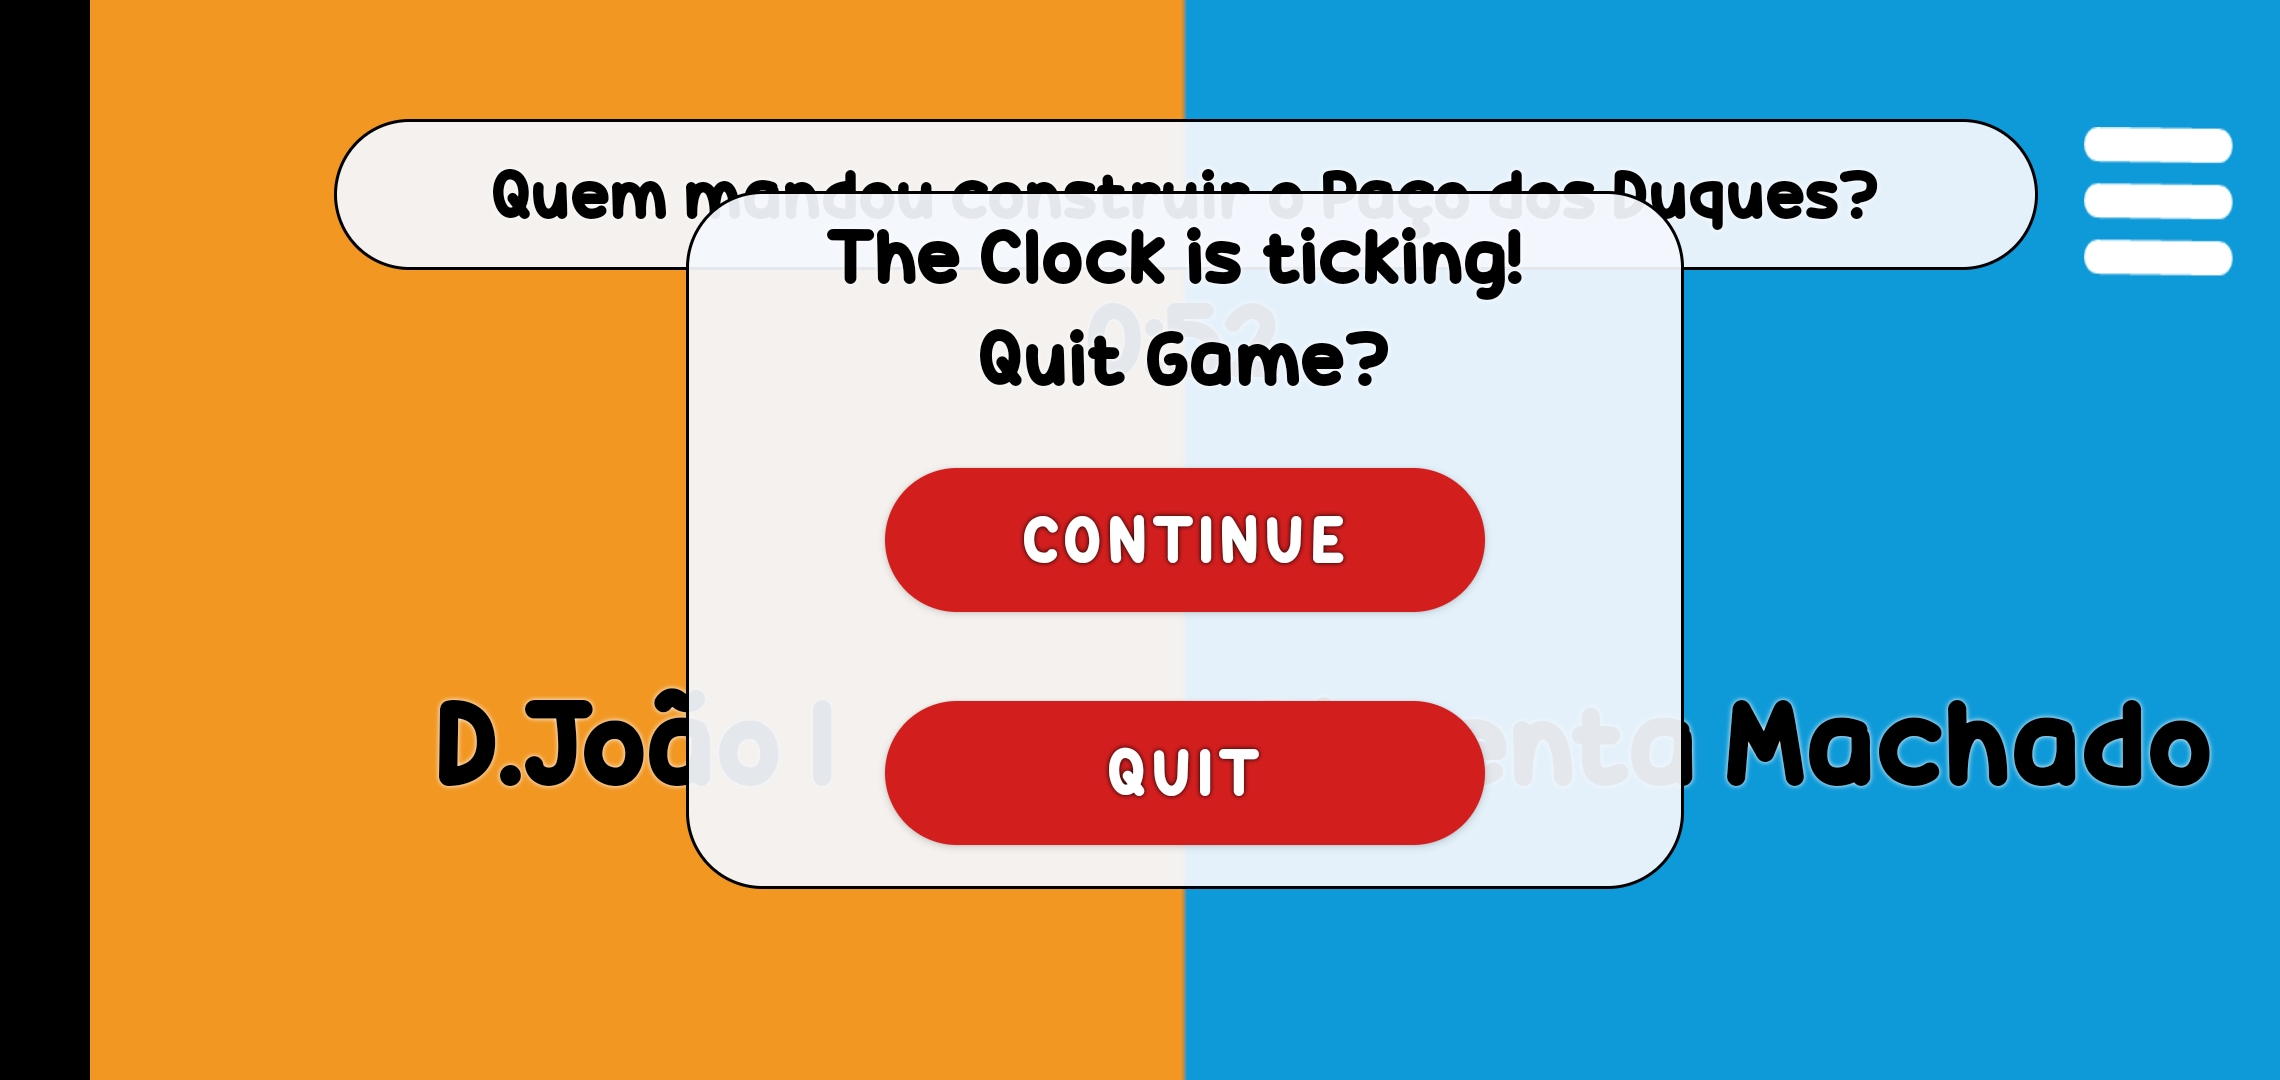 Quem mandou construir o Paço dos Duques?
The Clock is ticking!
0:52
Quit Game?
CONTINUE
D.João I
enta Machado
QUIT